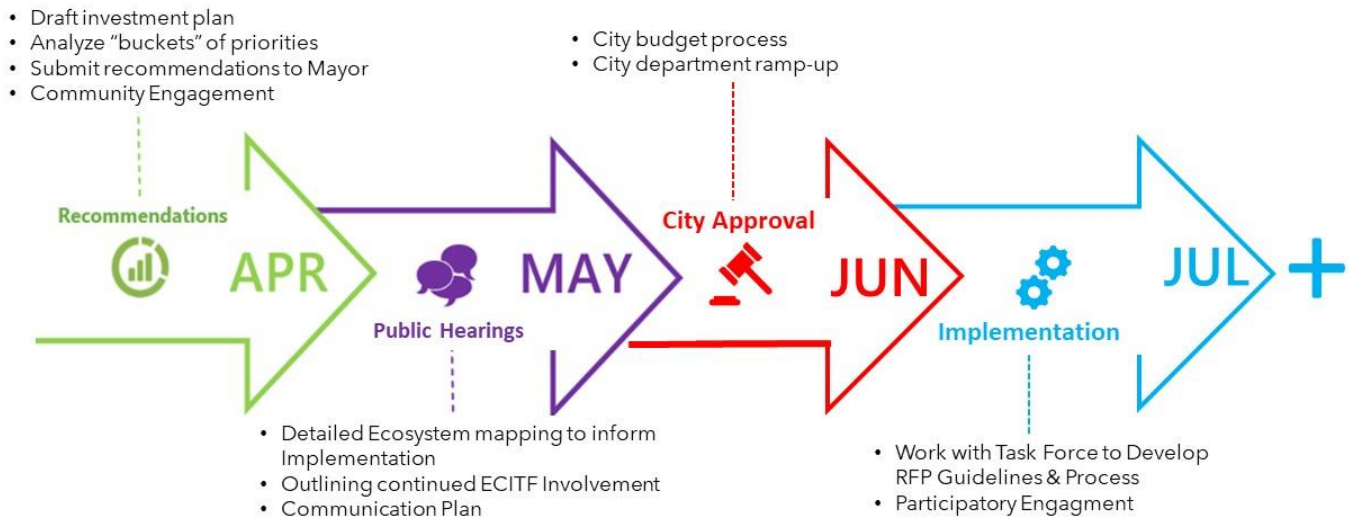 • Draft investment plan
• Analyze “buckets” of priorities
• Submit recommendations to Mayor
• Community Engagement
• City budget process
• City department ramp-up
Recommendations
APR
Public Hearings
MAY
City Approval
JUN
Implementation
JUL
+
• Detailed Ecosystem mapping to inform
Implementation
• Outlining continued ECITF Involvement
• Communication Plan
• Work with Task Force to Develop
RFP Guidelines & Process
• Participatory Engagment